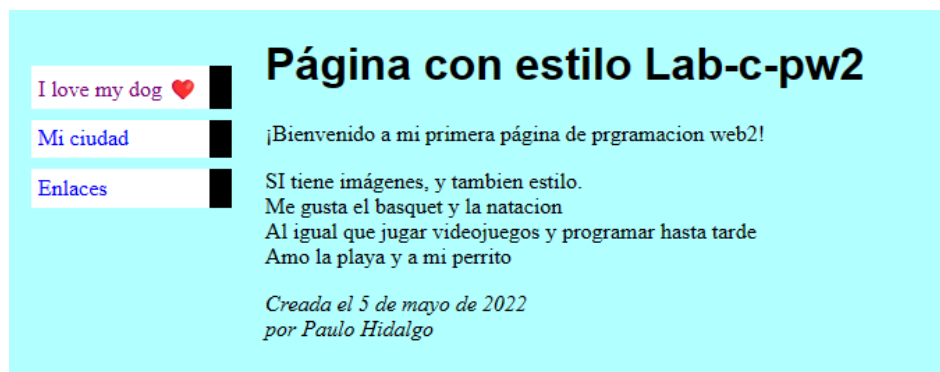 Página con estilo Lab-c-pw2
I love my dog ❤️
Mi ciudad
Enlaces
¡Bienvenido a mi primera página de prgramacion web2!
SI tiene imágenes, y tambien estilo.
Me gusta el basquet y la natacion
Al igual que jugar videojuegos y programar hasta tarde
Amo la playa y a mi perrito
Creada el 5 de mayo de 2022
por Paulo Hidalgo